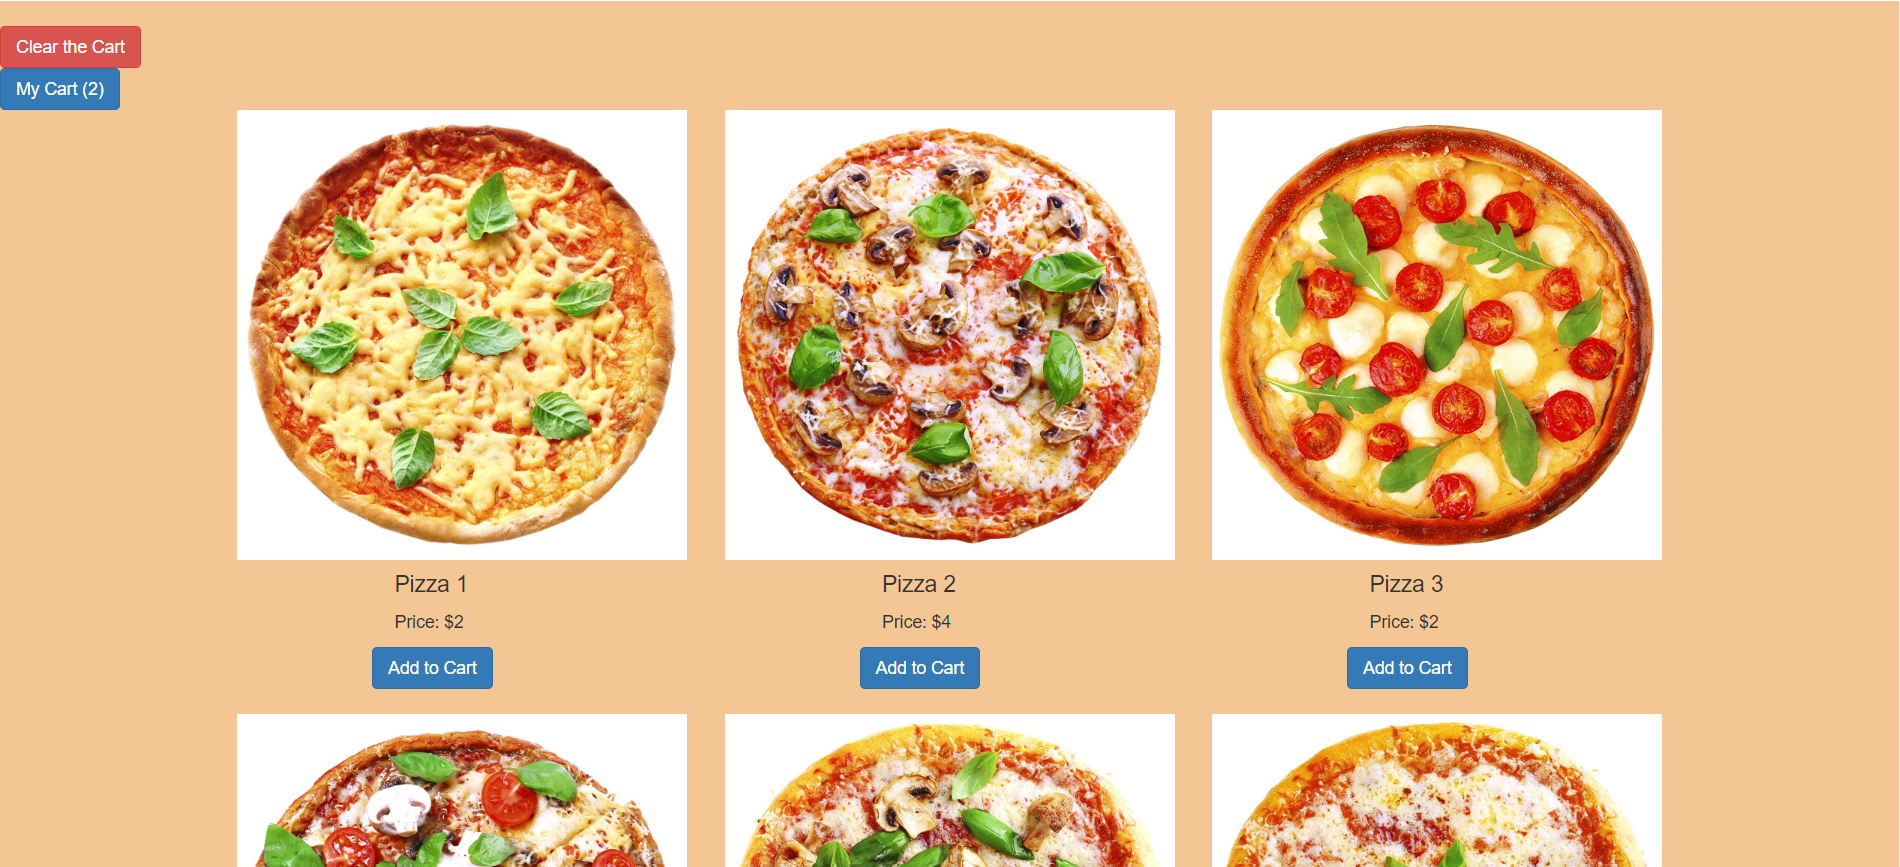 Clear the Cart
My Cart (2)
Pizza 1
Price: $2
Add to Cart
Pizza 2
Price: $4
Add to Cart
Pizza 3
Price: $2
Add to Cart